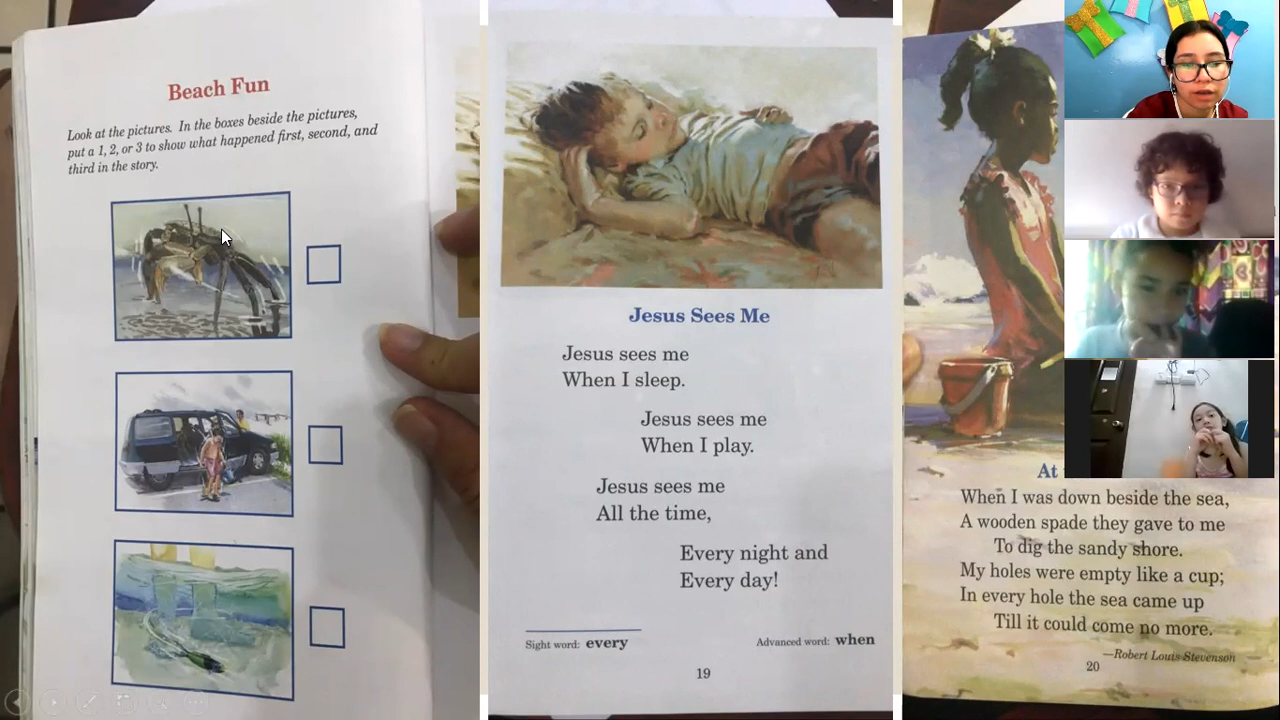 Beach Fun
Look at the pictures. In the boxes beside the pictures,
put a 1, 2, or 3 to show what happened first, second, and
third in the story.
Jesus Sees Me
Jesus sees me
When I sleep.
Jesus sees me
When I play.
Jesus sees me
All the time,
Every night and
Every day!
Sight word: every
Advanced word: when
19
At
When I was down beside the sea,
A wooden spade they gave to me
To dig the sandy shore.
My holes were empty like a cup;
In every hole the sea came up
Till it could come no more.
—Robert Louis Stevenson
20